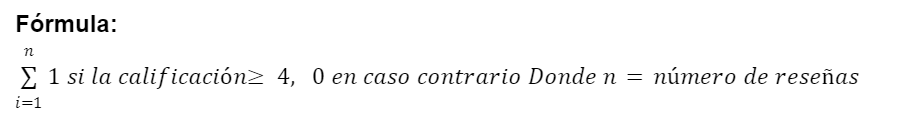 Fórmula:
n
∑ 1 si la calificación≥ 4, 0 en caso contrario Donde n = número de reseñas
i=1